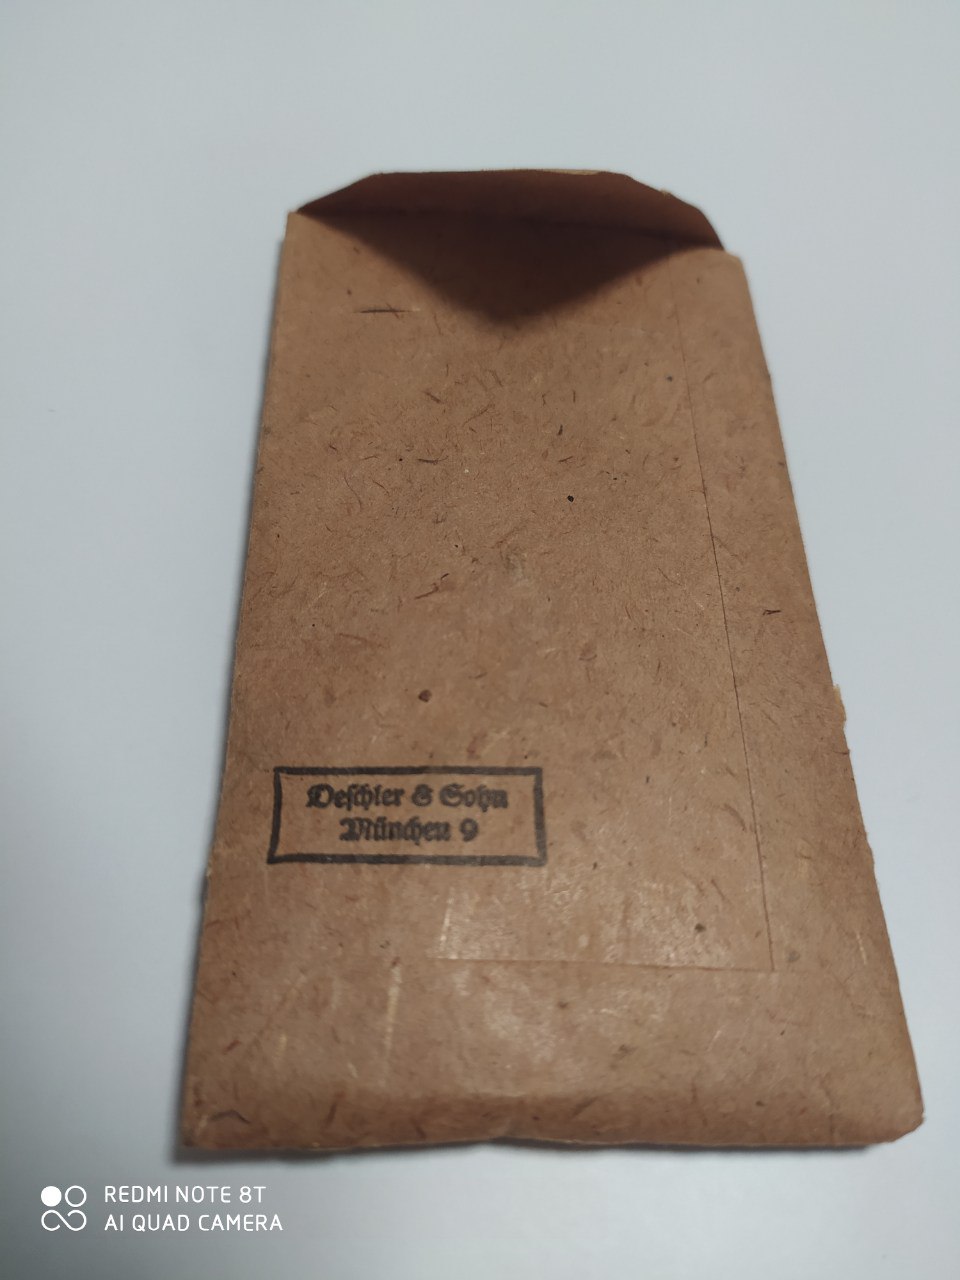 Deschler & Sohn
München 9
REDMI NOTE 8T
AI QUAD CAMERA